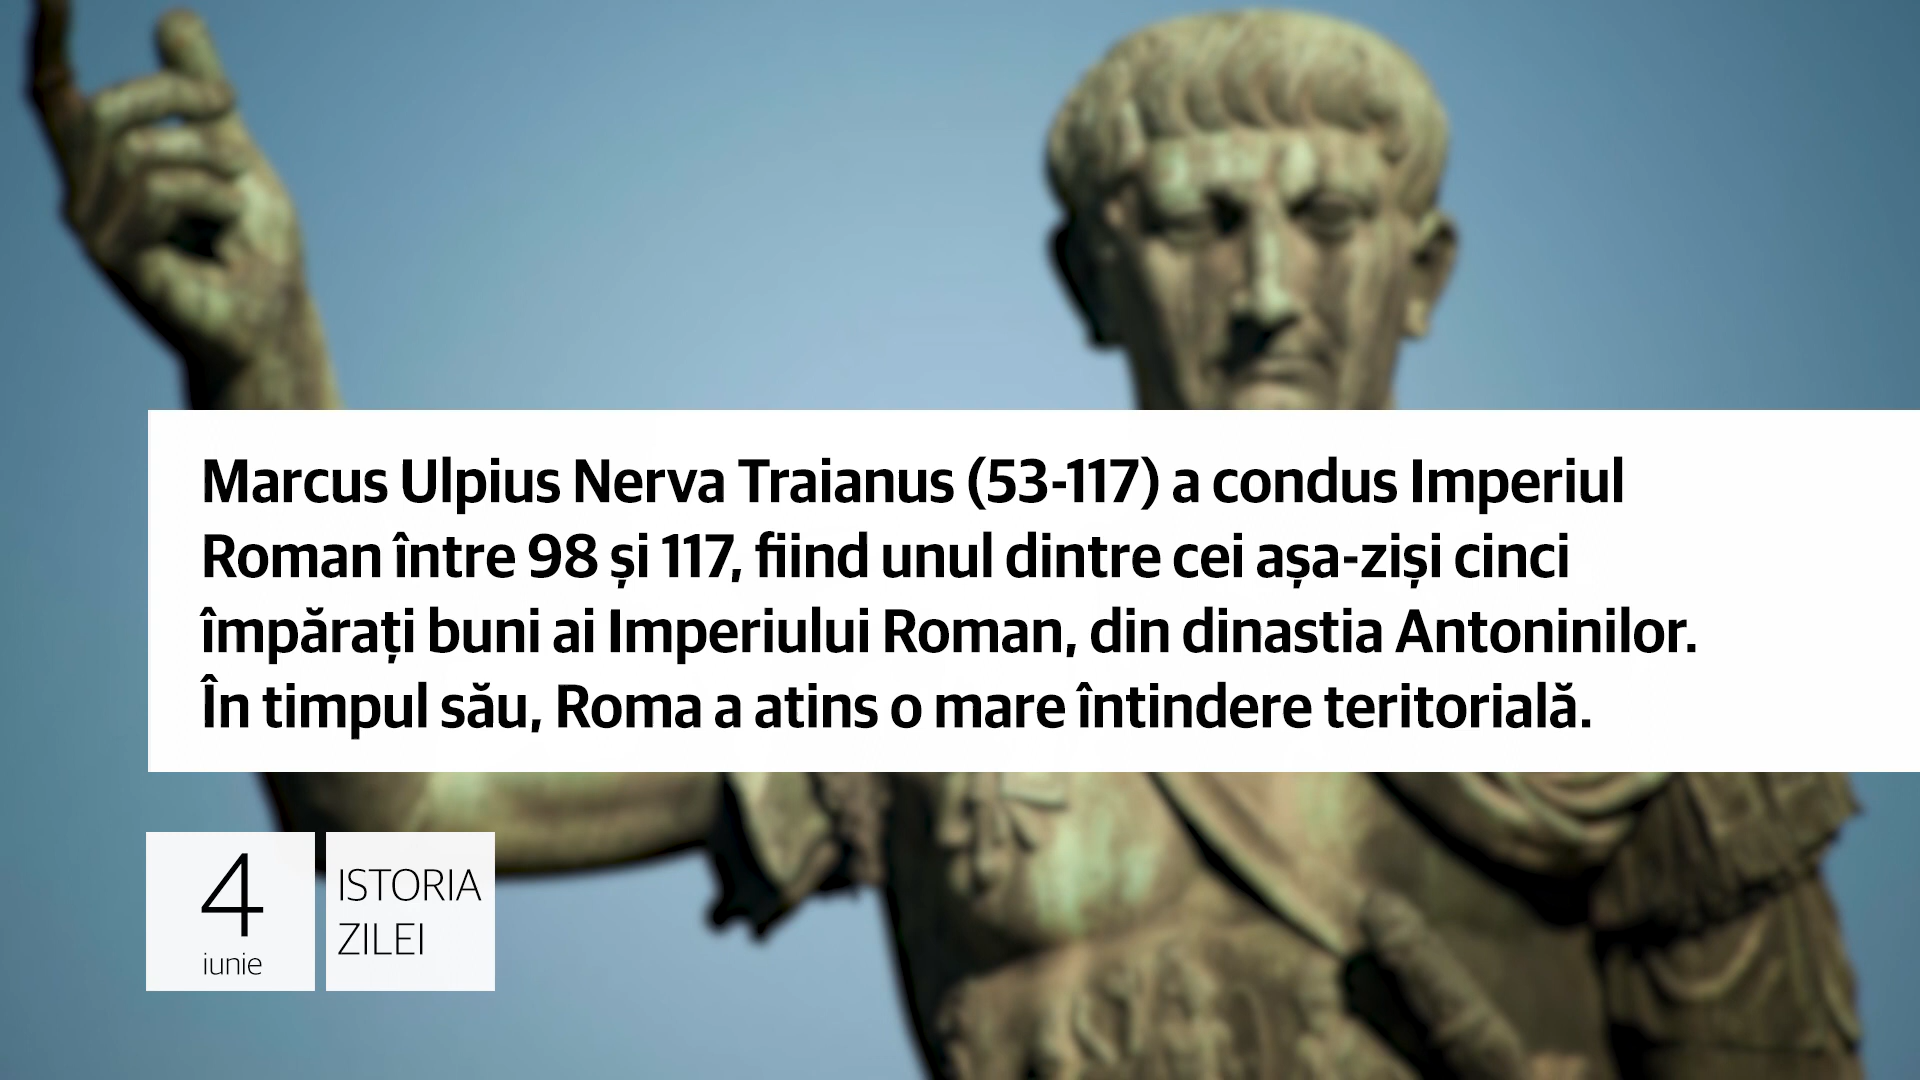 Marcus Ulpius Nerva Traianus (53-117) a condus Imperiul
Roman între 98 și 117, fiind unul dintre cei așa-ziși cinci
împărați buni ai Imperiului Roman, din dinastia Antoninilor.
În timpul său, Roma a atins o mare întindere teritorială.
4
iunie
ISTORIA
ZILEI